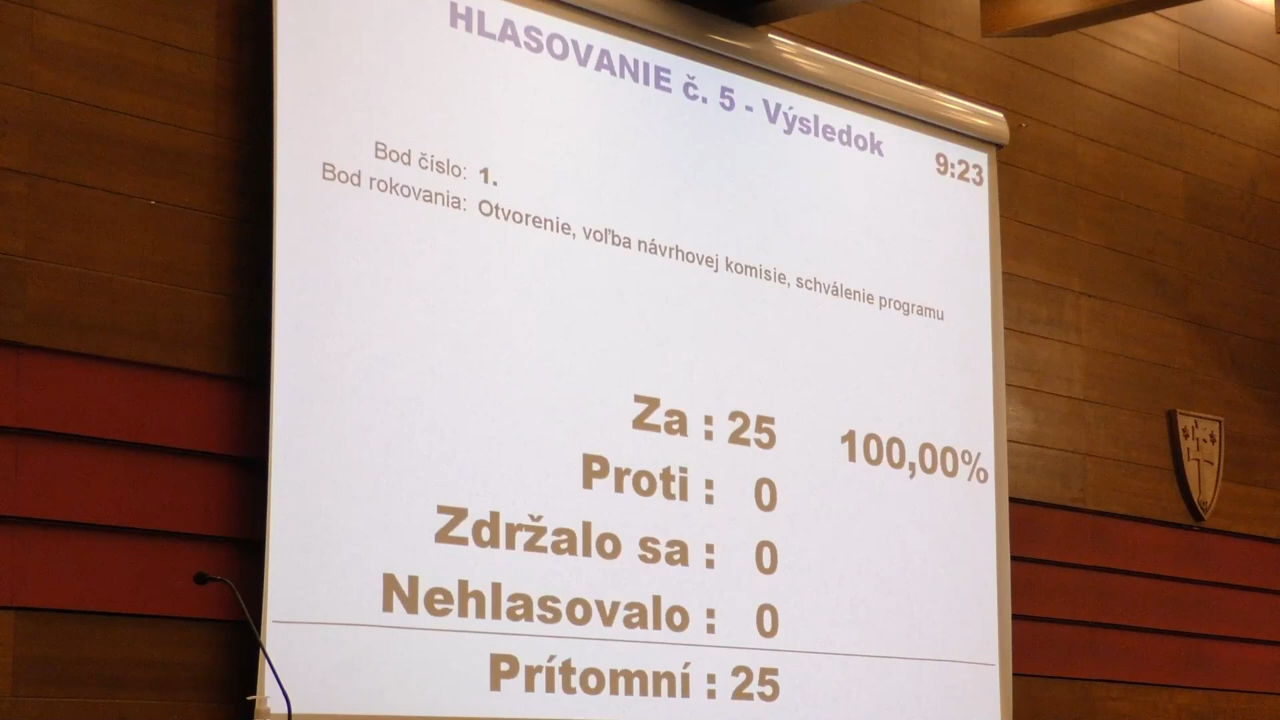 HLASOVANIE č. 5 - Výsledok
9:23
Bod číslo: 1.
Bod rokovania: Otvorenie, voľba návrhovej komisie, schválenie programu
Za : 25 100,00%
Proti : 0
Zdržalo sa : 0
Nehlasovalo : 0
Prítomní : 25